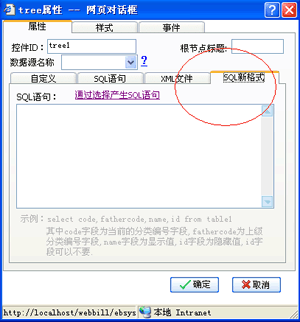 tree属性 -- 网页对话框
属性 样式 事件
控件ID： tree1 根节点标题:
数据源名称 ?
自定义 SQL语句 XML文件 SQL新格式
SQL语句： 通过选择产生SQL语句
示例：select code,fathercode,name,id from table1
其中code字段为当前的分类编号字段,fathercode为上级
分类编号字段,name字段为显示值,id字段为隐藏值,id字
段可以不要
确定 取消
http://localhost/webbill/ebsys 本地 Intranet